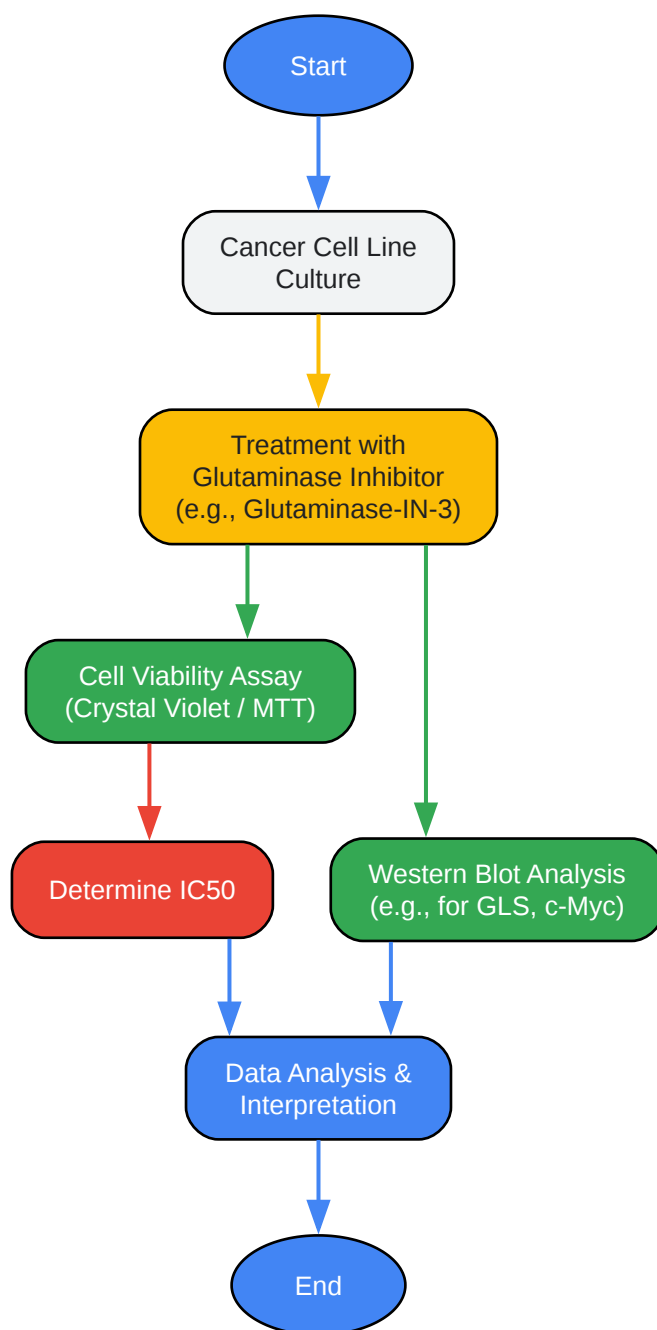 Start
Cancer Cell Line
Culture
Treatment with
Glutaminase Inhibitor
(e.g., Glutaminase-IN-3)
Cell Viability Assay
(Crystal Violet / MTT)
Determine IC50
Western Blot Analysis
(e.g., for GLS, c-Myc)
Data Analysis &
Interpretation
End